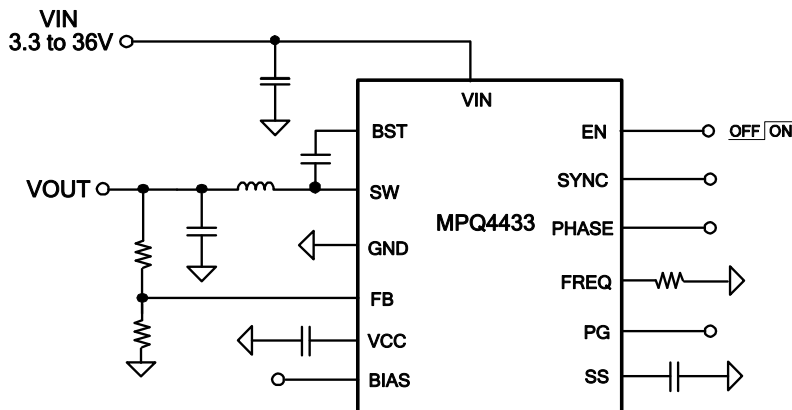 VIN
3.3 to 36V
VIN
BST
EN
OFF ON
SYNC
VOUT
SW
MPQ4433
PHASE
GND
FREQ
FB
PG
VCC
SS
BIAS